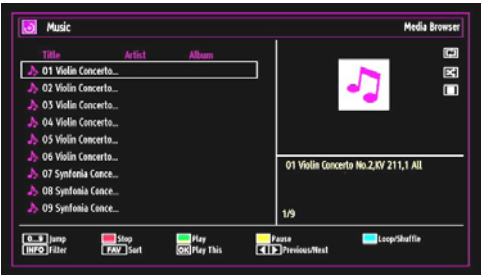 Music Media Browser
Title Artist Album
01 Violin Concerto...
02 Violin Concerto...
03 Violin Concerto...
04 Violin Concerto...
05 Violin Concerto...
06 Violin Concerto...
07 Synfonia Conce...
08 Synfonia Conce...
09 Synfonia Conce...
01 Violin Concerto No.2,KV 211,1 All
1/9
0...9 Jump Stop Play Pause Loop/Shuffle
INFO Filter FAV Sort OK Play This Previous/Next